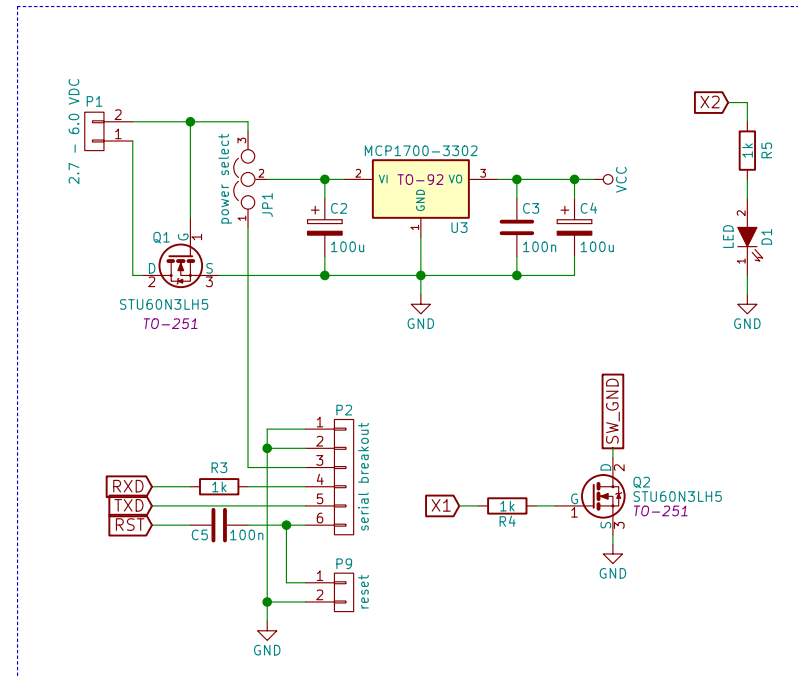 2.7 - 6.0 VDC
P1
2
1
power select
3
2
1
JP1
MCP1700-3302
2
VI
TO-92
VO
3
GND
1
U3
VCC
+
C2
100u
C3
100n
+
C4
100u
Q1
G
1
D
2
S
3
STU60N3LH5
TO-251
GND
X2
1k
R5
2
LED
D1
1
GND
P2
1
2
3
4
5
6
serial breakout
RXD
R3
1k
TXD
RST
C5
100n
P9
1
2
reset
GND
SW_GND
D
2
Q2
STU60N3LH5
TO-251
X1
1k
R4
G
1
S
3
GND